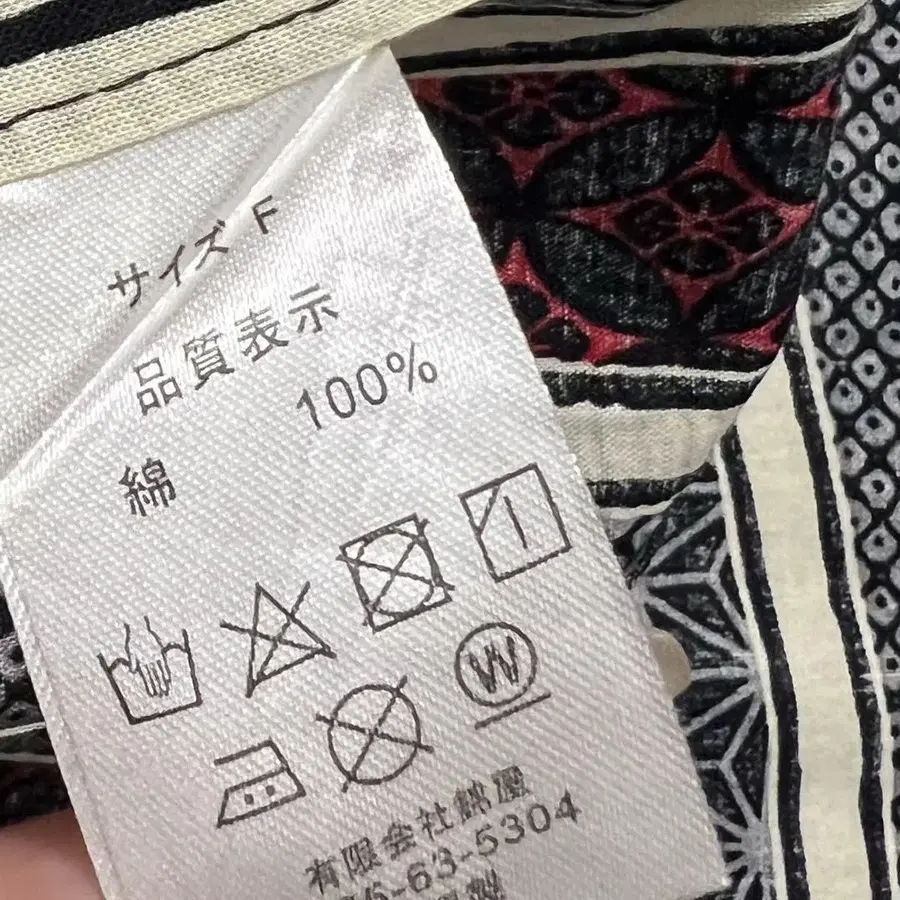 サイズ F
品質表示
綿 100%
W
有限会社
-63-5304